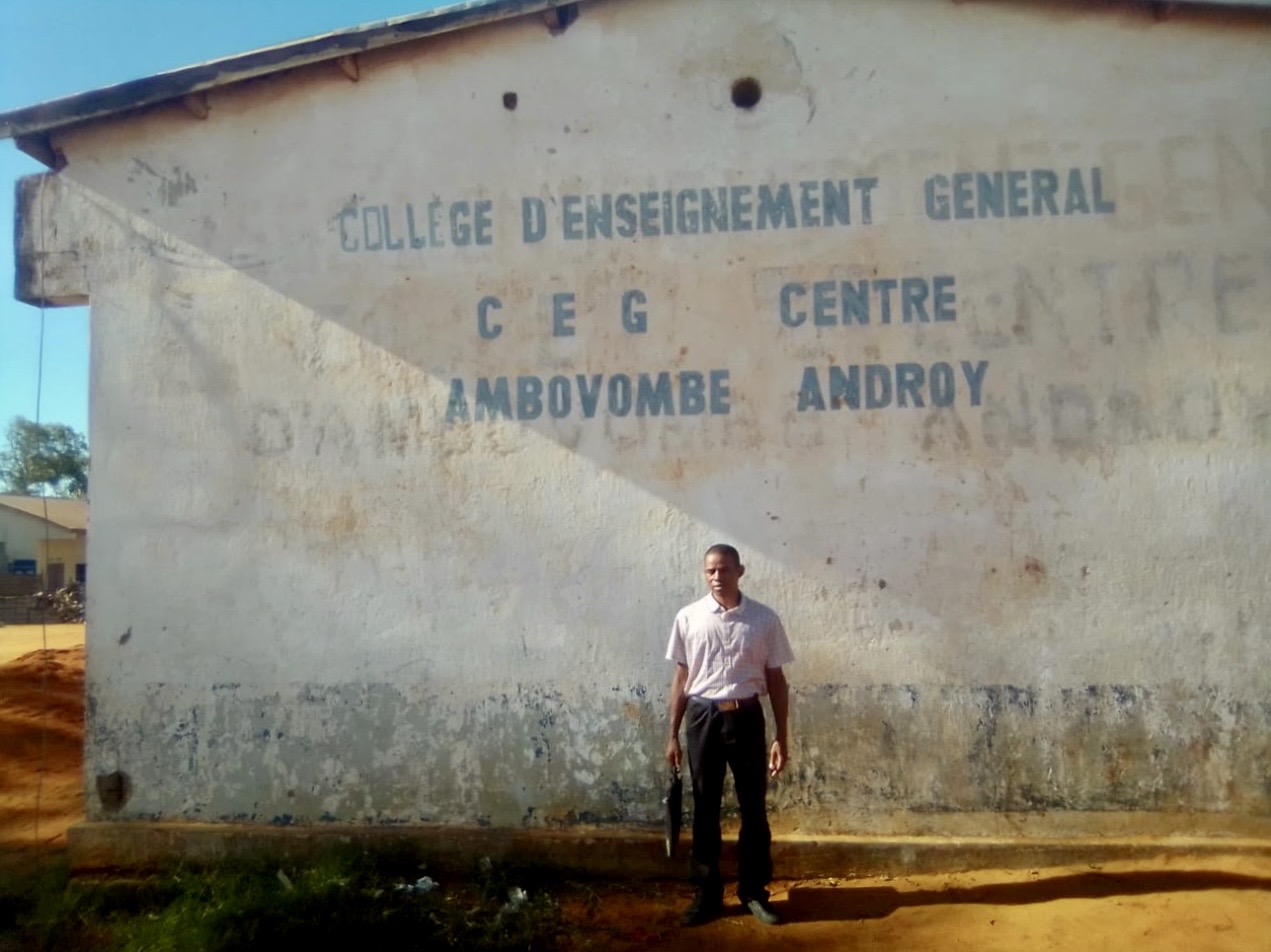 COLLEGE D'ENSEIGNEMENT GENERAL
C E G CENTRE
AMBOVOMBE ANDROY